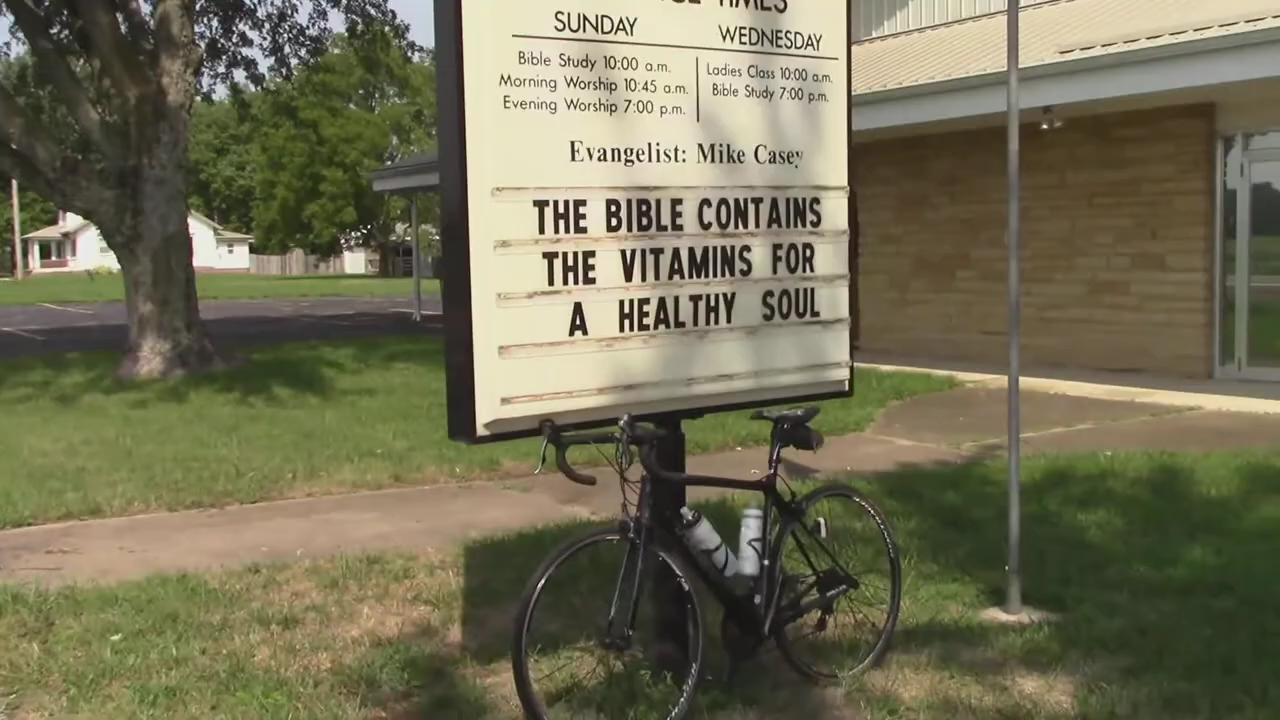 TIMES
SUNDAY
WEDNESDAY
Bible Study 10:00 a.m.
Morning Worship 10:45 a.m.
Evening Worship 7:00 p.m.
Ladies Class 10:00 a.m.
Bible Study 7:00 p.m.
Evangelist: Mike Casey
THE BIBLE CONTAINS
THE VITAMINS FOR
A HEALTHY SOUL